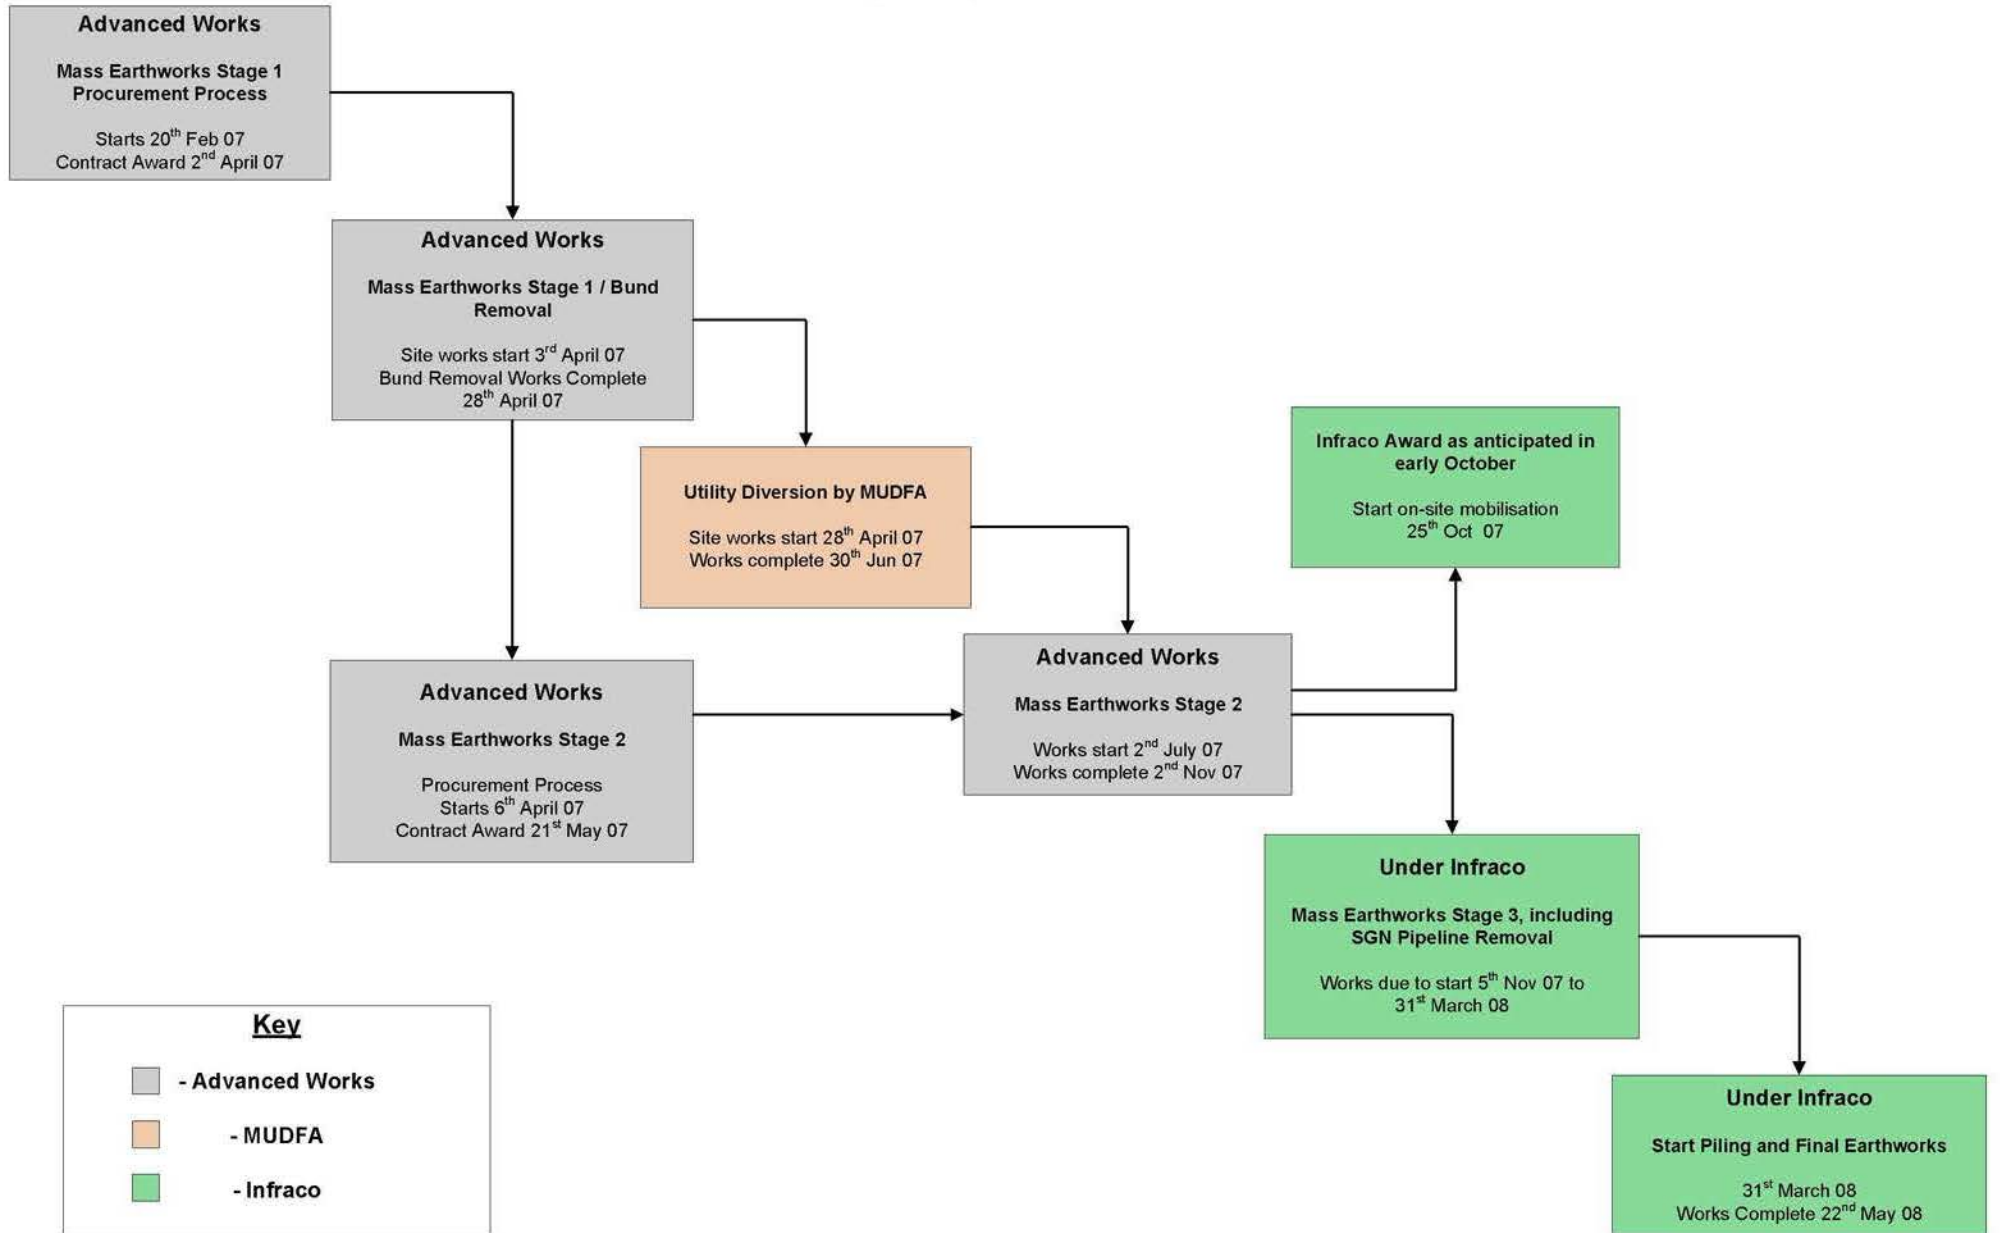 Advanced Works
Mass Earthworks Stage 1
Procurement Process
Starts 20th Feb 07
Contract Award 2nd April 07
Advanced Works
Mass Earthworks Stage 1 / Bund
Removal
Site works start 3rd April 07
Bund Removal Works Complete
28th April 07
Utility Diversion by MUDFA
Site works start 28th April 07
Works complete 30th Jun 07
Infraco Award as anticipated in
early October
Start on-site mobilisation
25th Oct 07
Advanced Works
Mass Earthworks Stage 2
Procurement Process
Starts 6th April 07
Contract Award 21st May 07
Advanced Works
Mass Earthworks Stage 2
Works start 2nd July 07
Works complete 2nd Nov 07
Under Infraco
Mass Earthworks Stage 3, including
SGN Pipeline Removal
Works due to start 5th Nov 07 to
31st March 08
Under Infraco
Start Piling and Final Earthworks
31st March 08
Works Complete 22nd May 08
Key
- Advanced Works
- MUDFA
- Infraco